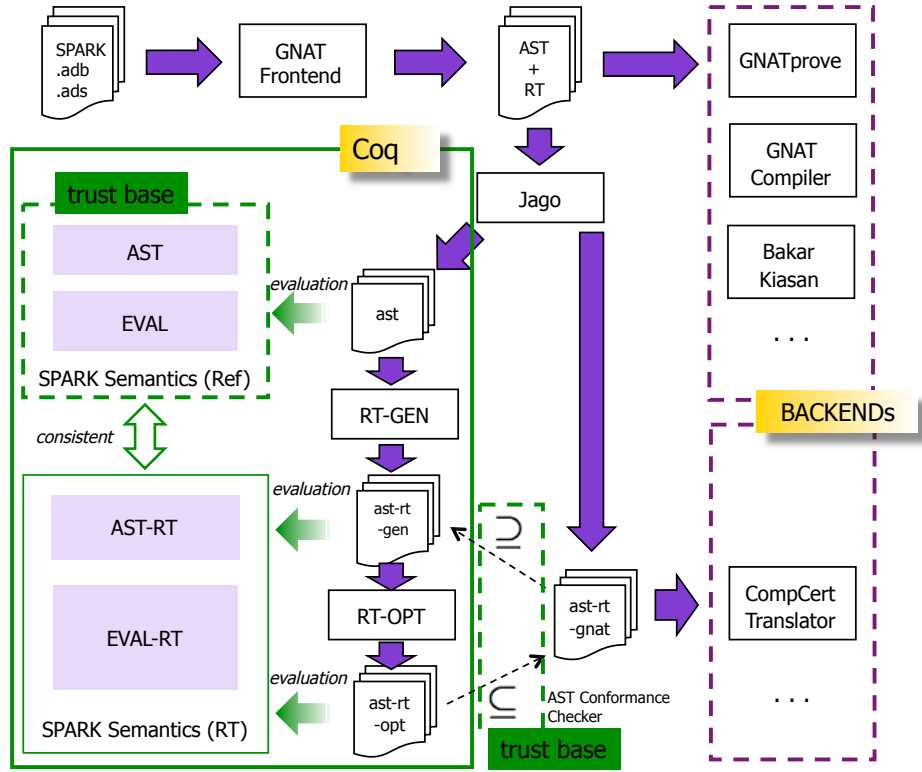 SPARK
.adb
.ads
GNAT
Frontend
AST
+
RT
GNATprove
GNAT
Compiler
Bakar
Kiasan
. . .
BACKENDs
Coq
Jago
trust base
AST
EVAL
SPARK Semantics (Ref)
evaluation
ast
RT-GEN
consistent
evaluation
ast-rt
-gen
AST-RT
EVAL-RT
SPARK Semantics (RT)
RT-OPT
evaluation
ast-rt
-opt
⊆
⊆
ast-rt
-gnat
AST Conformance
Checker
trust base
CompCert
Translator
. . .